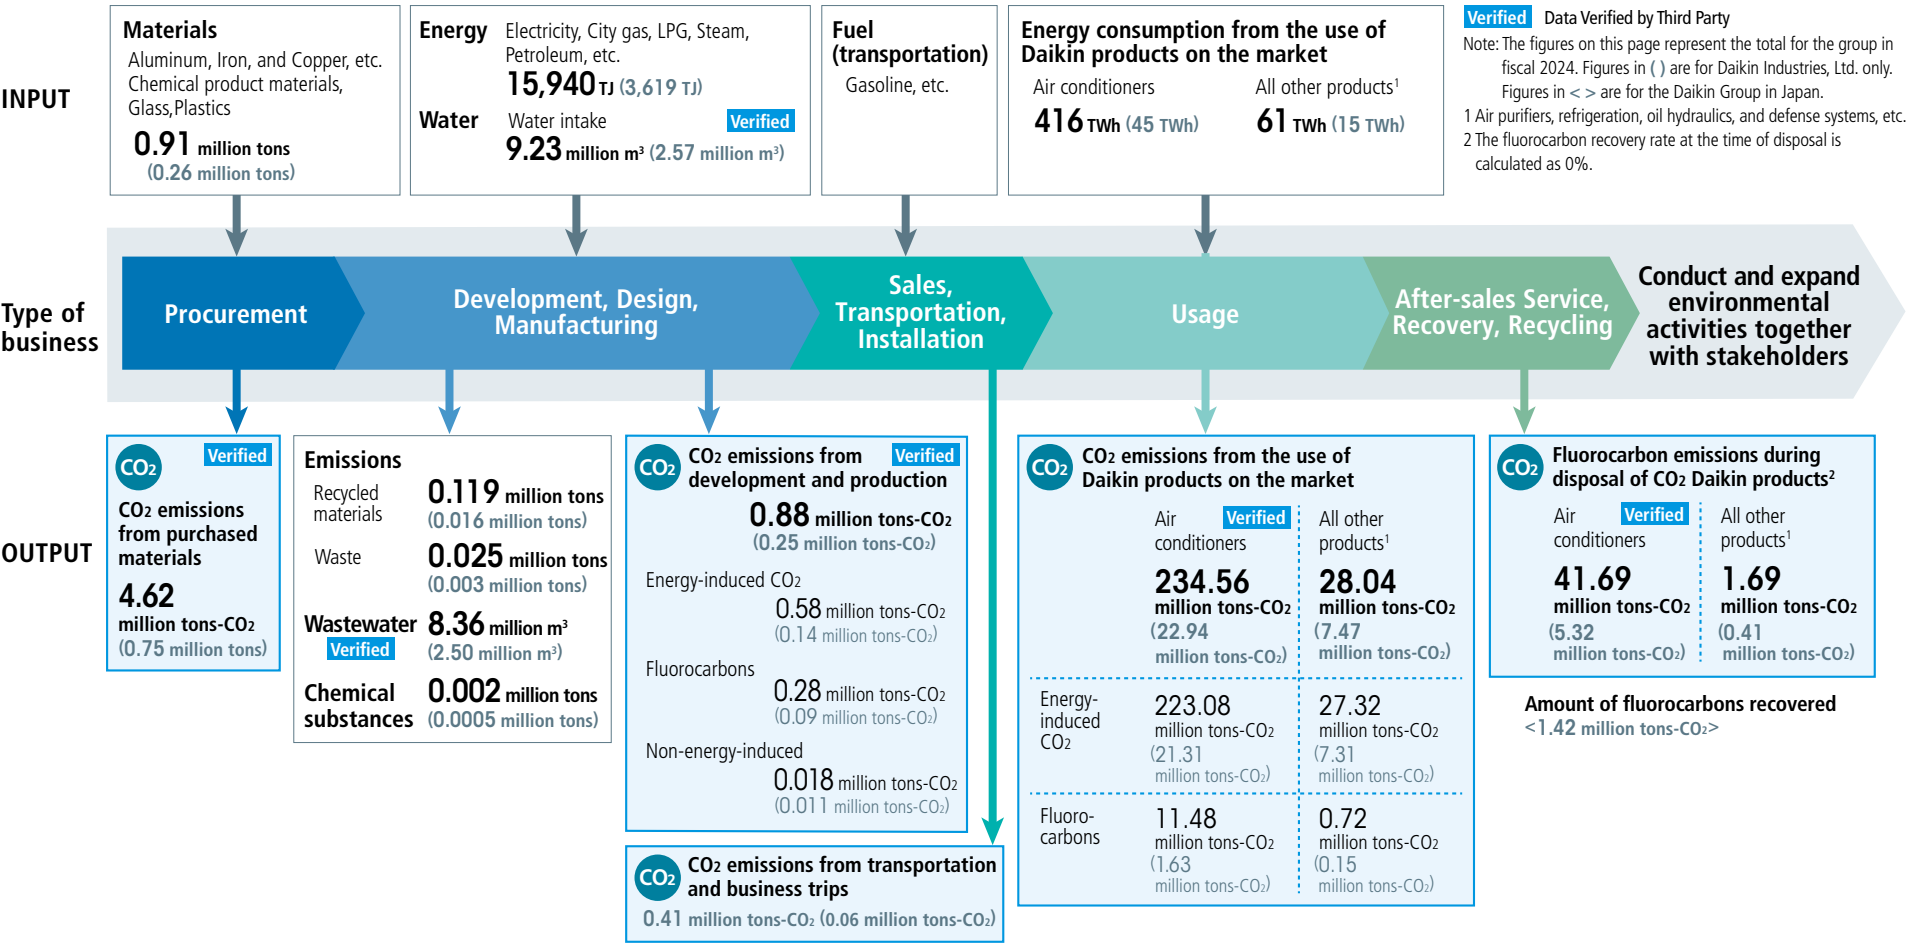 INPUT
Materials
Aluminum, Iron, and Copper, etc.
Chemical product materials,
Glass,Plastics
0.91 million tons
(0.26 million tons)
Energy Electricity, City gas, LPG, Steam,
Petroleum, etc.
15,940 TJ (3,619 TJ)
Water Water intake Verified
9.23 million m³ (2.57 million m³)
Fuel
(transportation)
Gasoline, etc.
Energy consumption from the use of
Daikin products on the market
Air conditioners
416 TWh (45 TWh)
All other products¹
61 TWh (15 TWh)
Verified Data Verified by Third Party
Note: The figures on this page represent the total for the group in
fiscal 2024. Figures in ( ) are for Daikin Industries, Ltd. only.
Figures in < > are for the Daikin Group in Japan.
1 Air purifiers, refrigeration, oil hydraulics, and defense systems, etc.
2 The fluorocarbon recovery rate at the time of disposal is
calculated as 0%.
Type of
business
Procurement
Development, Design,
Manufacturing
Sales,
Transportation,
Installation
Usage
After-sales Service,
Recovery, Recycling
Conduct and expand
environmental
activities together
with stakeholders
OUTPUT
CO₂ Verified
CO₂ emissions
from purchased
materials
4.62
million tons-CO₂
(0.75 million tons)
Emissions
Recycled
materials
0.119 million tons
(0.016 million tons)
Waste
0.025 million tons
(0.003 million tons)
Wastewater
Verified
8.36 million m³
(2.50 million m³)
Chemical
substances
0.002 million tons
(0.0005 million tons)
CO₂
CO₂ emissions from Verified
development and production
0.88 million tons-CO₂
(0.25 million tons-CO₂)
Energy-induced CO₂
0.58 million tons-CO₂
(0.14 million tons-CO₂)
Fluorocarbons
0.28 million tons-CO₂
(0.09 million tons-CO₂)
Non-energy-induced
0.018 million tons-CO₂
(0.011 million tons-CO₂)
CO₂
CO₂ emissions from transportation
and business trips
0.41 million tons-CO₂ (0.06 million tons-CO₂)
CO₂
CO₂ emissions from the use of
Daikin products on the market
Air Verified
conditioners
234.56
million tons-CO₂
(22.94
million tons-CO₂)
All other
products¹
28.04
million tons-CO₂
(7.47
million tons-CO₂)
Energy-
induced
CO₂
223.08
million tons-CO₂
(21.31
million tons-CO₂)
27.32
million tons-CO₂
(7.31
million tons-CO₂)
Fluoro-
carbons
11.48
million tons-CO₂
(1.63
million tons-CO₂)
0.72
million tons-CO₂
(0.15
million tons-CO₂)
CO₂
Fluorocarbon emissions during
disposal of CO₂ Daikin products²
Air Verified
conditioners
41.69
million tons-CO₂
(5.32
million tons-CO₂)
All other
products¹
1.69
million tons-CO₂
(0.41
million tons-CO₂)
Amount of fluorocarbons recovered
<1.42 million tons-CO₂>